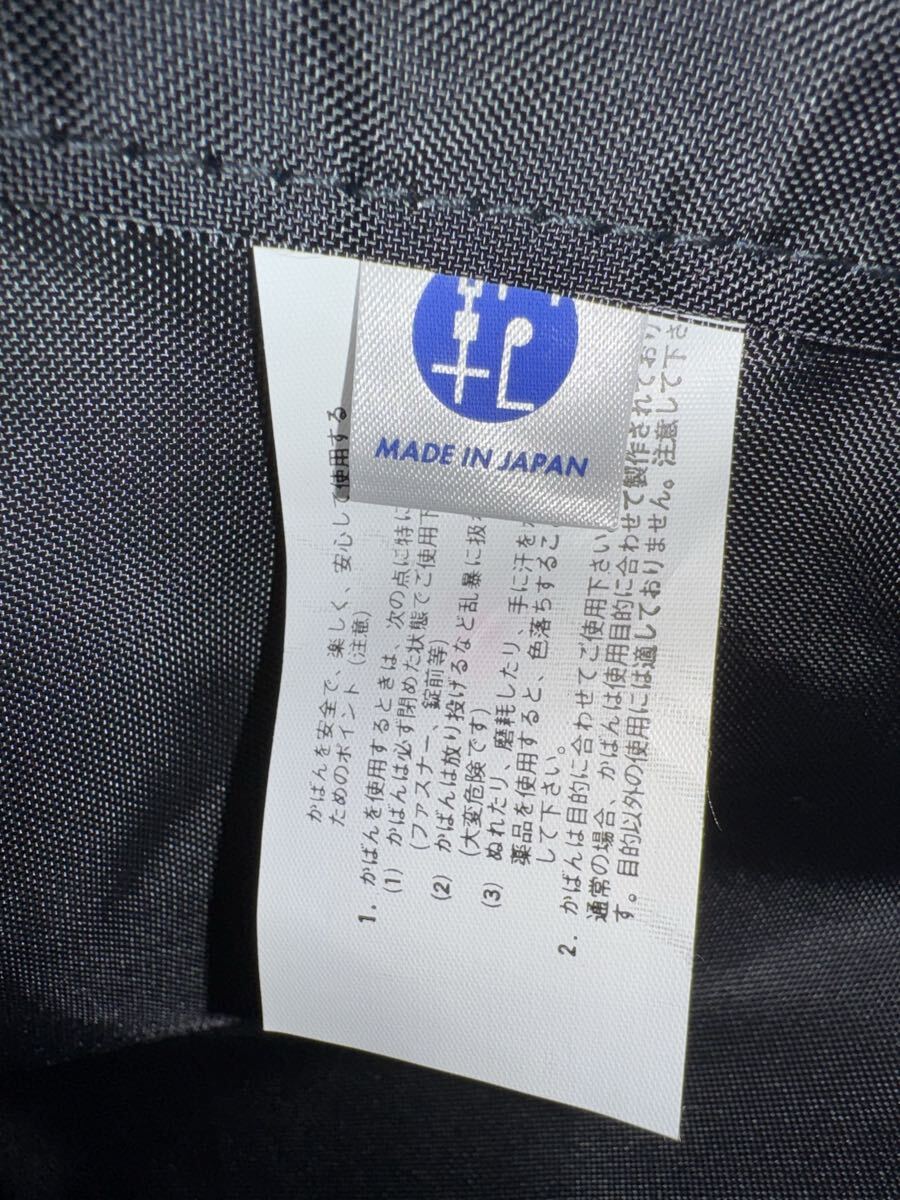 MADE IN JAPAN
かばんを安全で、楽しく、安心して使用する
ためのポイント（注意）
1. かばんを使用するときは、次の点に特に
(1) かばんは必ず閉めた状態でご使用下
(ファスナー、錠前等)
(2) かばんは放り投げるなど乱暴に扱
(大変危険です)
(3) ぬれたり、磨耗したり、手に汗を
薬品を使用すると、色落ちするこ
して下さい。
2. かばんは目的に合わせてご使用下さい
通常の場合、かばんは使用目的に合わせて製作されており
す。目的以外の使用には適しておりません。注意して下さ